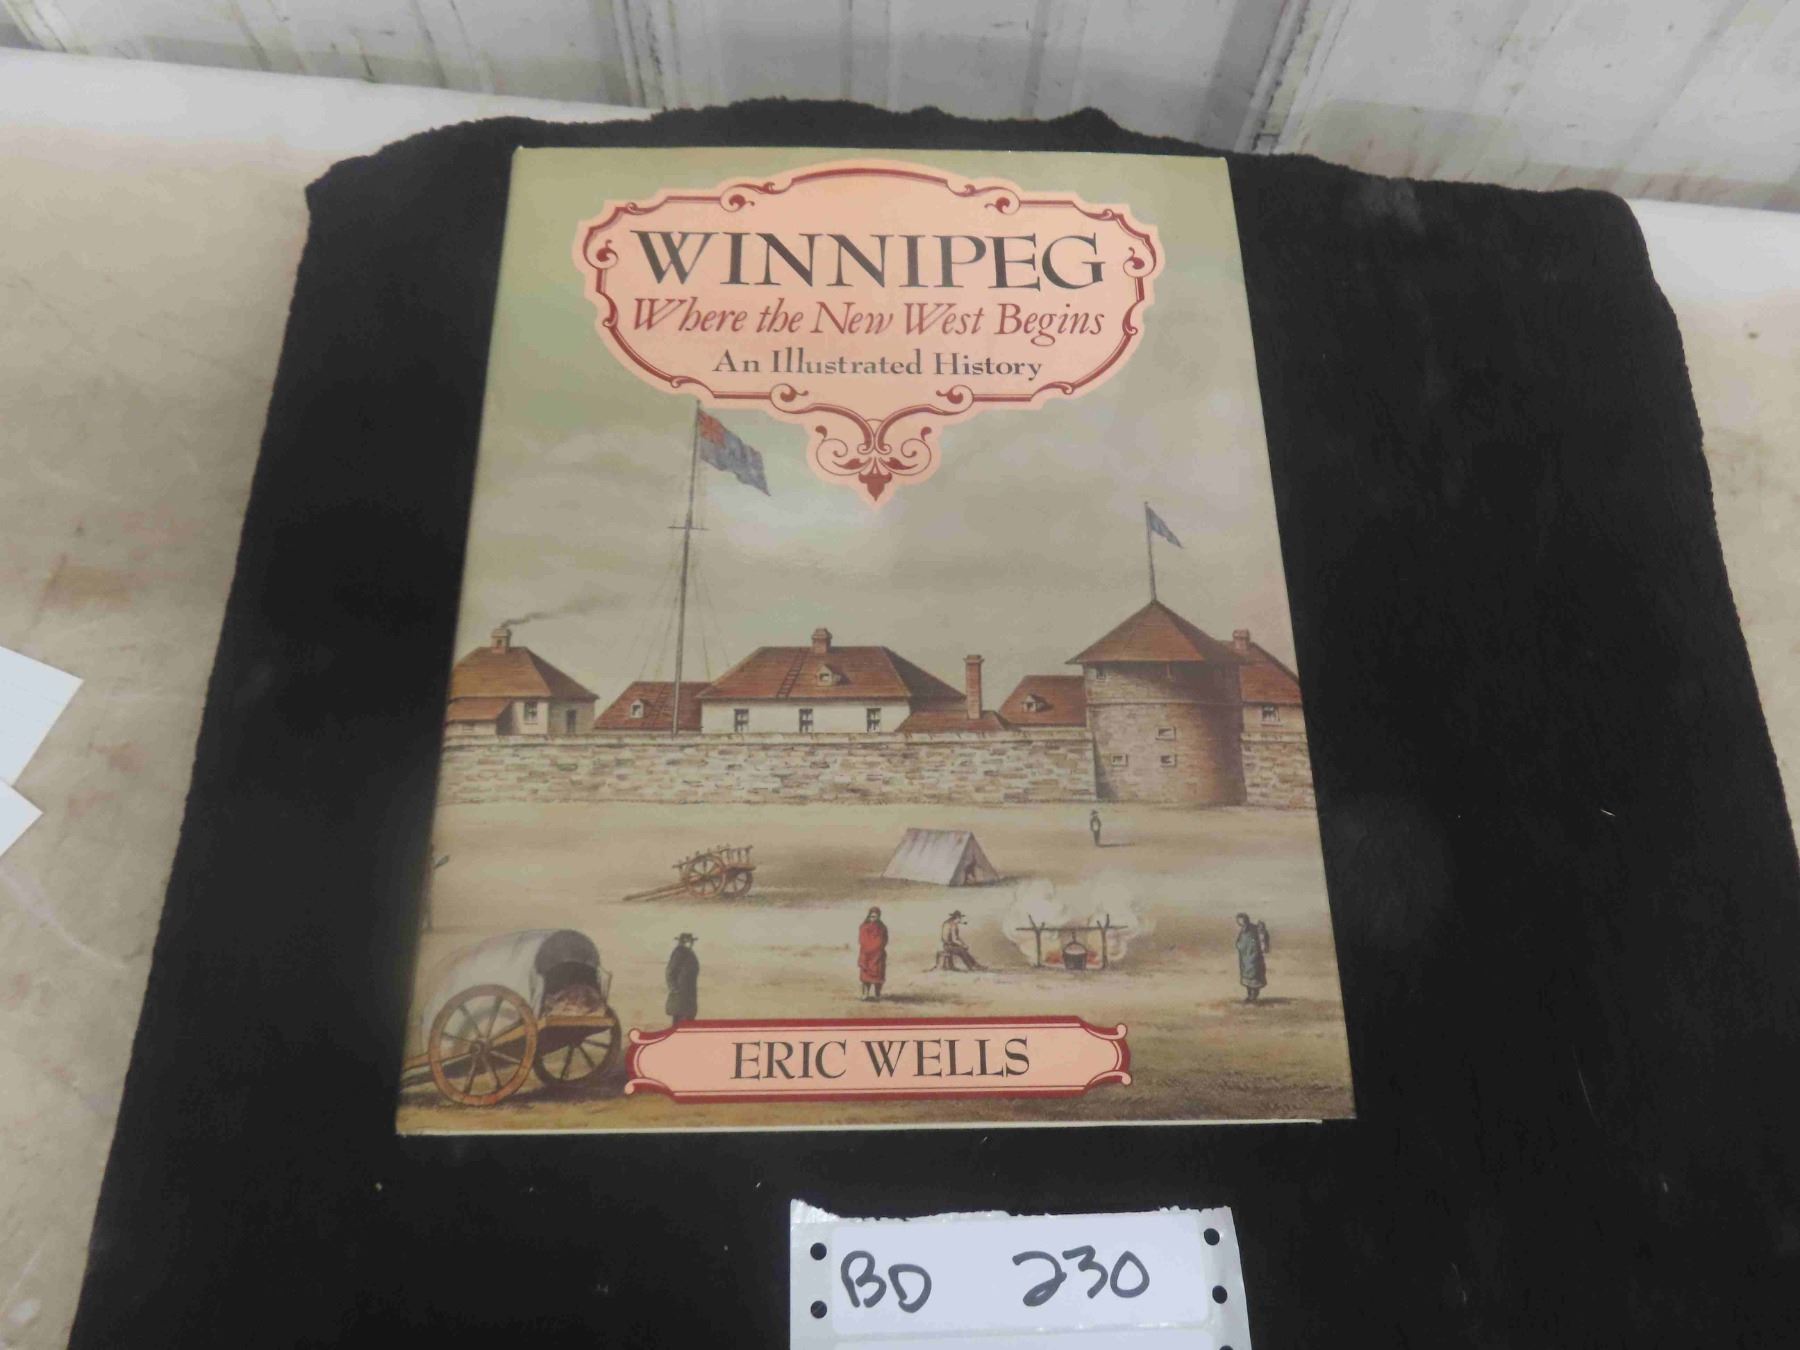 WINNIPEG
Where the New West Begins
An Illustrated History
ERIC WELLS
BD 230